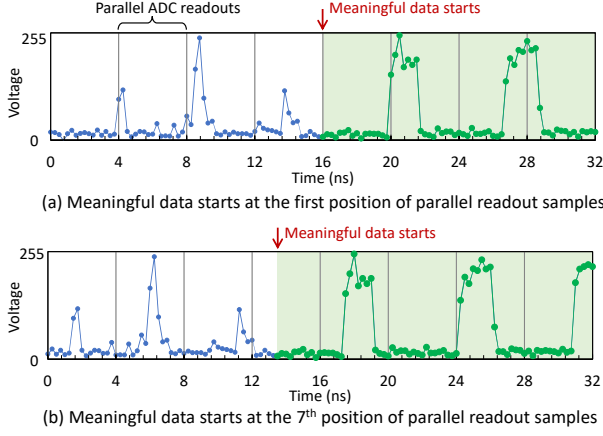 Parallel ADC readouts
Meaningful data starts
255
Voltage
0
0 4 8 12 16 20 24 28 32
Time (ns)
(a) Meaningful data starts at the first position of parallel readout samples
Meaningful data starts
255
Voltage
0
0 4 8 12 16 20 24 28 32
Time (ns)
(b) Meaningful data starts at the 7th position of parallel readout samples